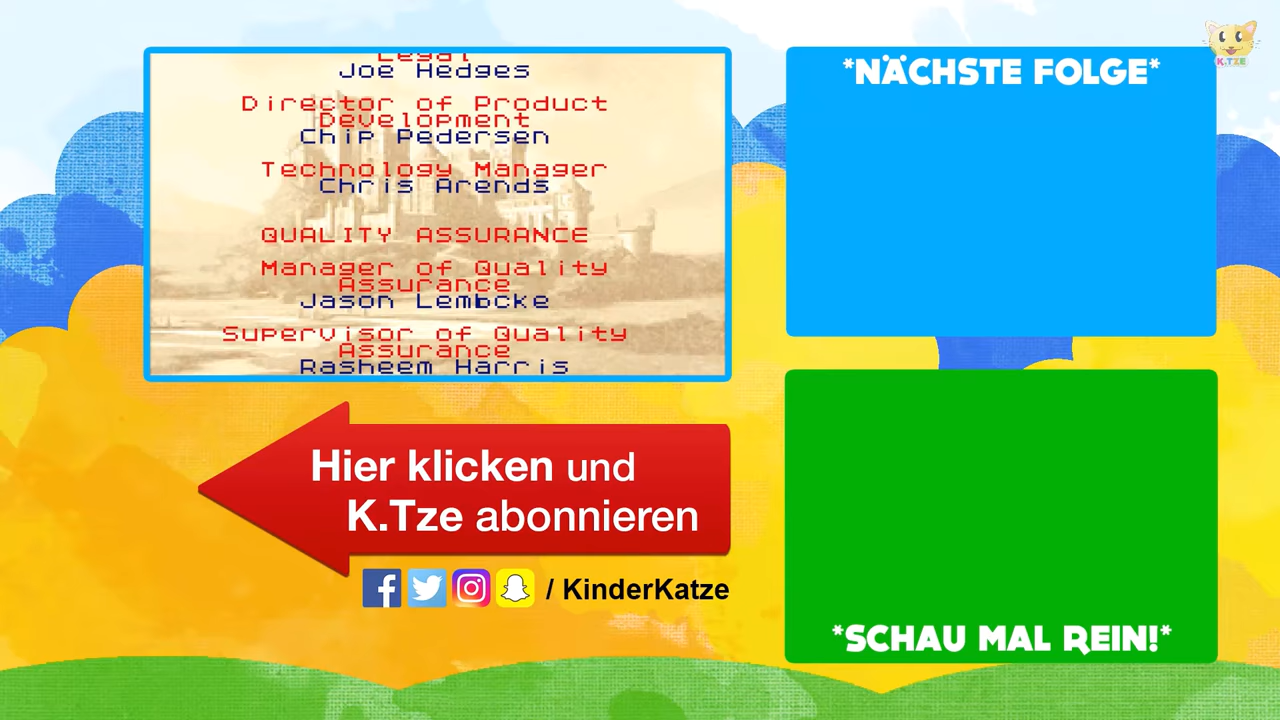 Legal
Joe Hedges
Director of Product
Development
Chip Pedersen
Technology Manager
Chris Arends
QUALITY ASSURANCE
Manager of Quality
Assurance
Jason Lembcke
Supervisor of Quality
Assurance
Rasheem Harris
*NÄCHSTE FOLGE*
K.TZE
Hier klicken und
K.Tze abonnieren
/ KinderKatze
*SCHAU MAL REIN!*